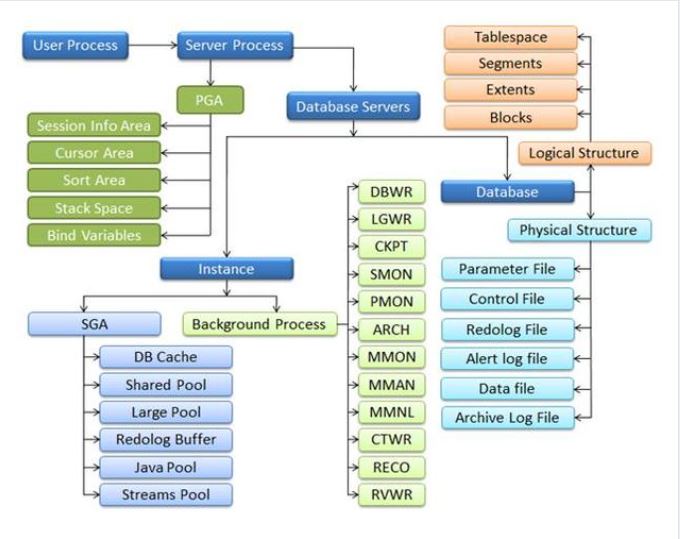 User Process
Server Process
PGA
Session Info Area
Cursor Area
Sort Area
Stack Space
Bind Variables
Database Servers
Instance
SGA
DB Cache
Shared Pool
Large Pool
Redolog Buffer
Java Pool
Streams Pool
Background Process
DBWR
LGWR
CKPT
SMON
PMON
ARCH
MMON
MMAN
MMNL
CTWR
RECO
RVWR
Database
Logical Structure
Tablespace
Segments
Extents
Blocks
Physical Structure
Parameter File
Control File
Redolog File
Alert log file
Data file
Archive Log File